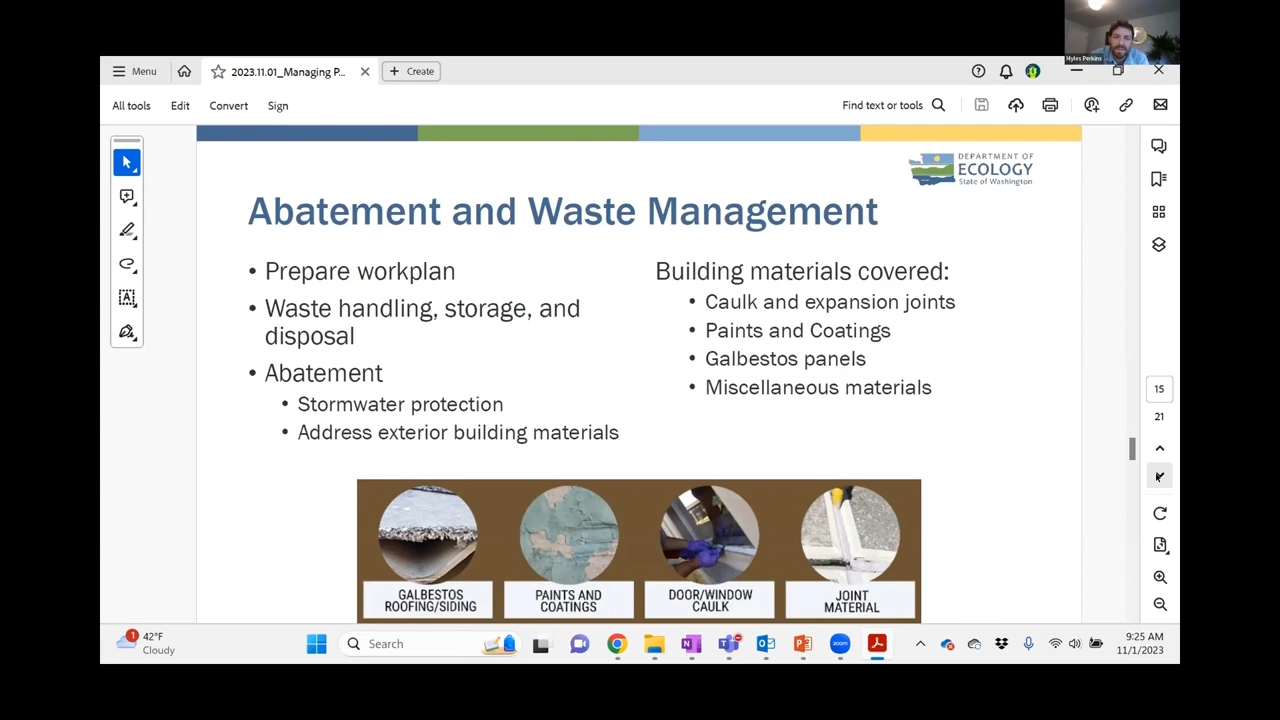 Myles Perkins
Menu
2023.11.01_Managing P...
Create
All tools
Edit
Convert
Sign
Find text or tools
DEPARTMENT OF
ECOLOGY
State of Washington
Abatement and Waste Management
• Prepare workplan
• Waste handling, storage, and
disposal
• Abatement
• Stormwater protection
• Address exterior building materials
Building materials covered:
• Caulk and expansion joints
• Paints and Coatings
• Galbestos panels
• Miscellaneous materials
GALBESTOS
ROOFING/SIDING
PAINTS AND
COATINGS
DOOR/WINDOW
CAULK
JOINT
MATERIAL
15
21
1
42°F
Cloudy
Search
zoom
9:25 AM
11/1/2023